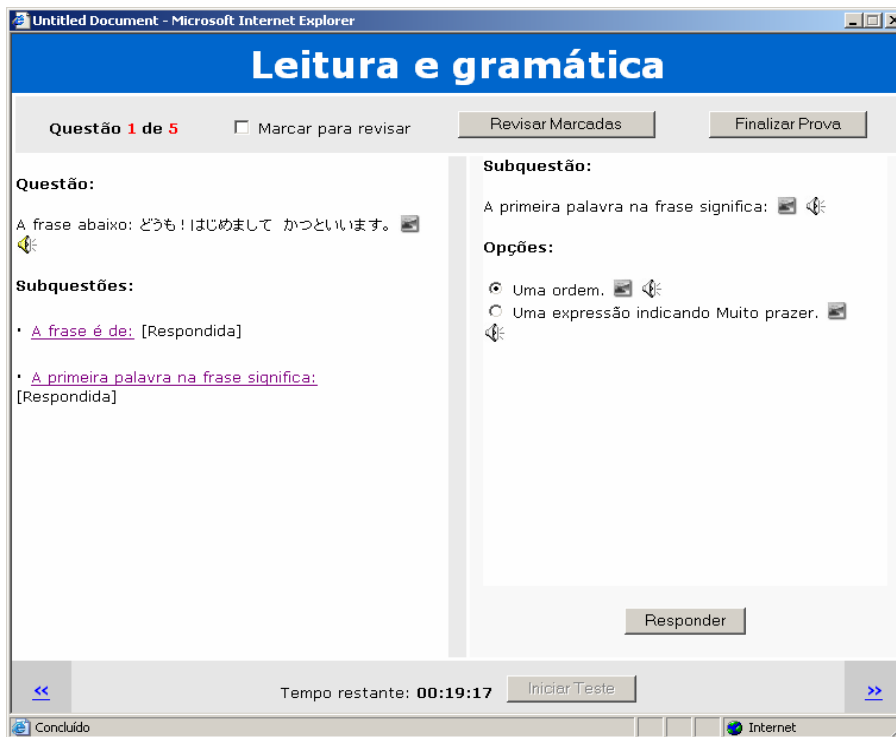 Untitled Document - Microsoft Internet Explorer
Leitura e gramática
Questão 1 de 5
Marcar para revisar
Revisar Marcadas
Finalizar Prova
Questão:
A frase abaixo: どうも！はじめまして かつといいます。
Subquestões:
· A frase é de: [Respondida]
· A primeira palavra na frase significa:
[Respondida]
Subquestão:
A primeira palavra na frase significa:
Opções:
Uma ordem.
Uma expressão indicando Muito prazer.
Responder
<<
Tempo restante: 00:19:17
Iniciar Teste
>>
Concluído
Internet